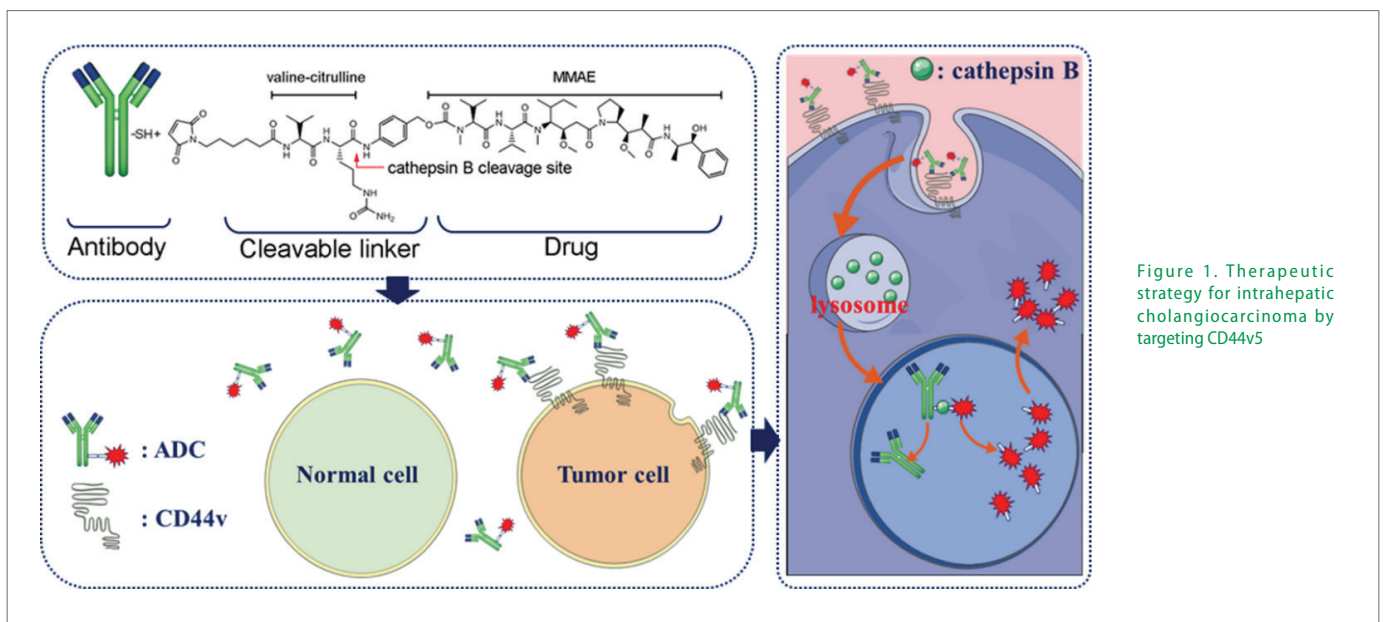 valine-citrulline
MMAE
-SH+
cathepsin B cleavage site
Antibody
Cleavable linker
Drug
: ADC
: CD44v
Normal cell
Tumor cell
: cathepsin B
lysosome
Figure 1. Therapeutic
strategy for intrahepatic
cholangiocarcinoma by
targeting CD44v5